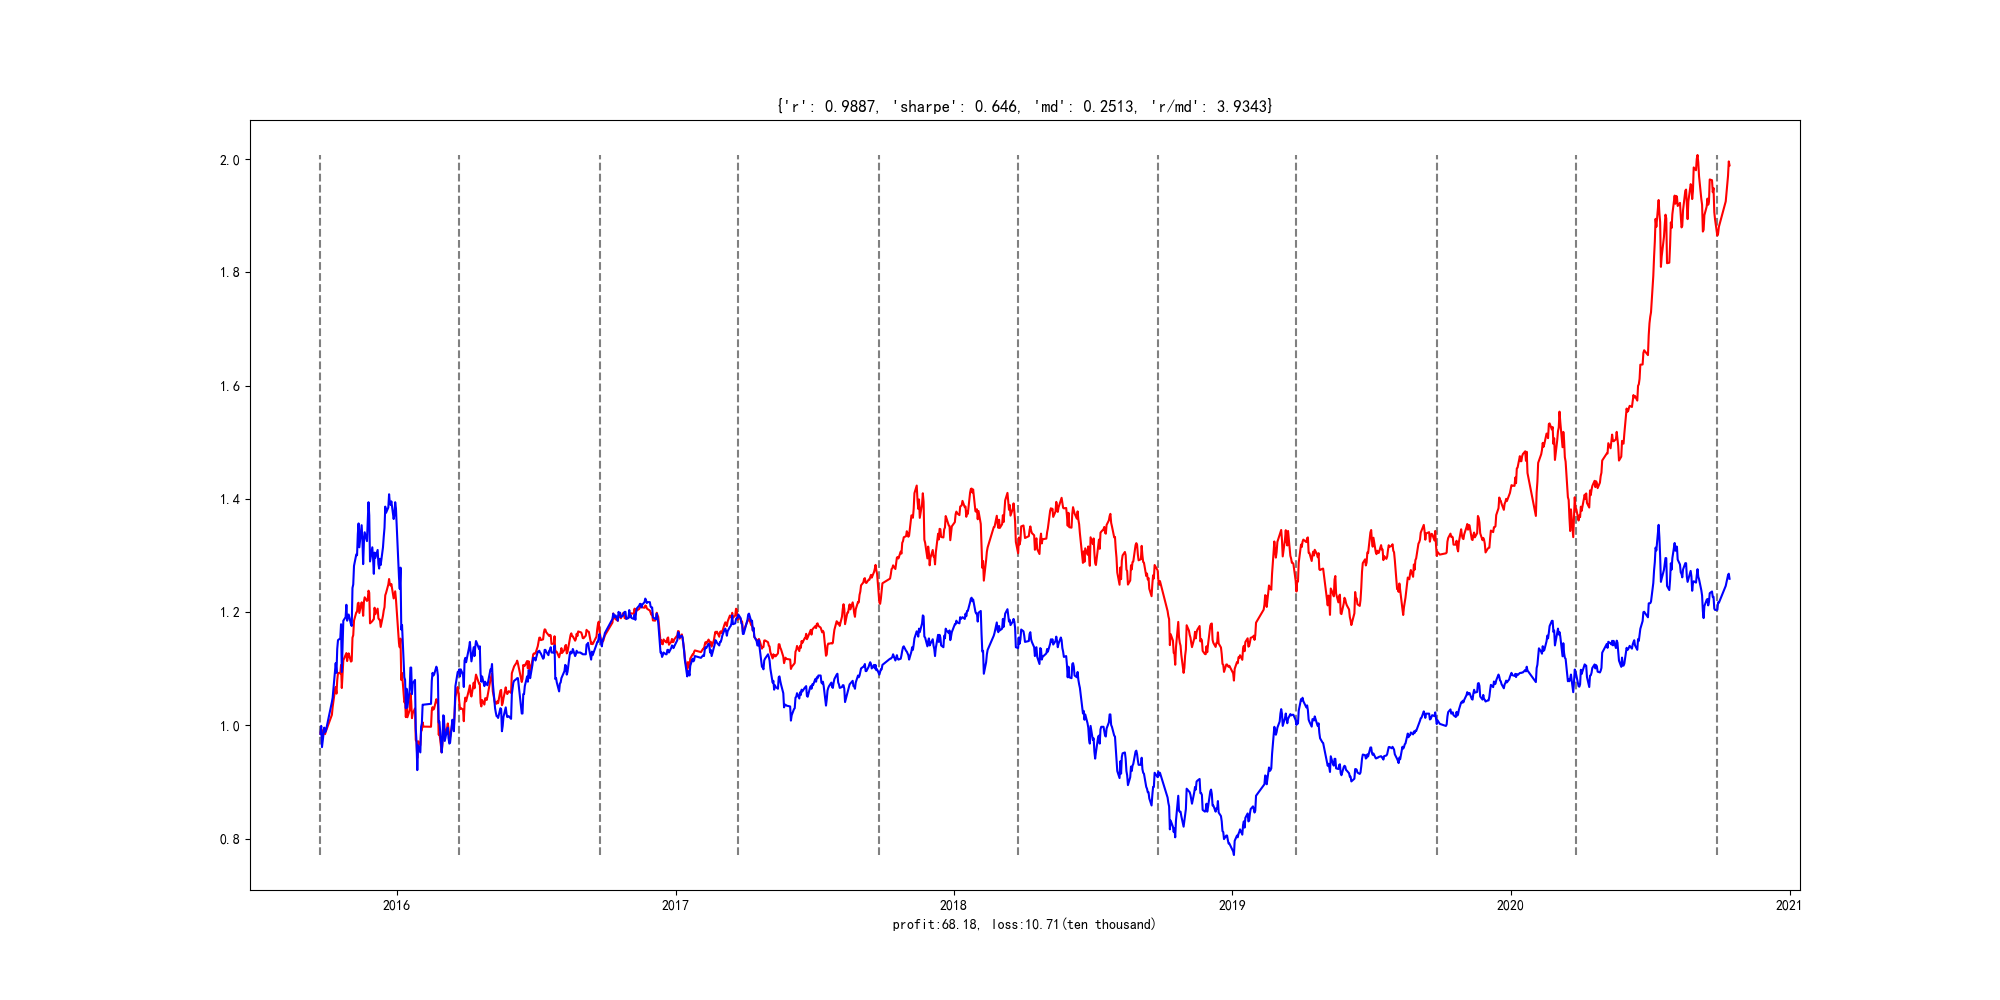 {'r': 0.9887, 'sharpe': 0.646, 'md': 0.2513, 'r/md': 3.9343}
2.0
1.8
1.6
1.4
1.2
1.0
0.8
2016 2017 2018 2019 2020 2021
profit:68.18, loss:10.71(ten thousand)